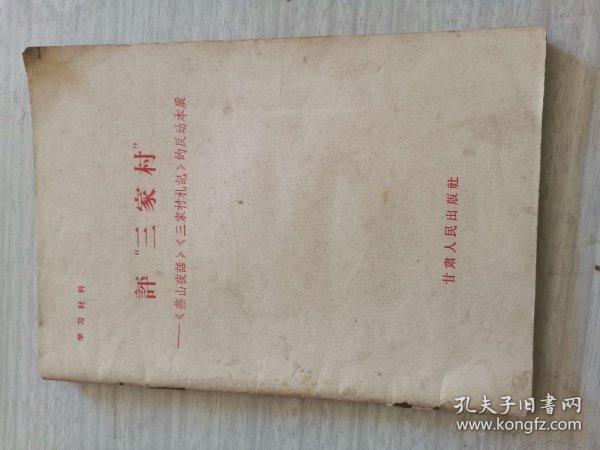 学习材料
評“三家村”
——《燕山夜話》《三家村札記》的反动本质
甘肃人民出版社
孔夫子旧书网
www.kongfz.com